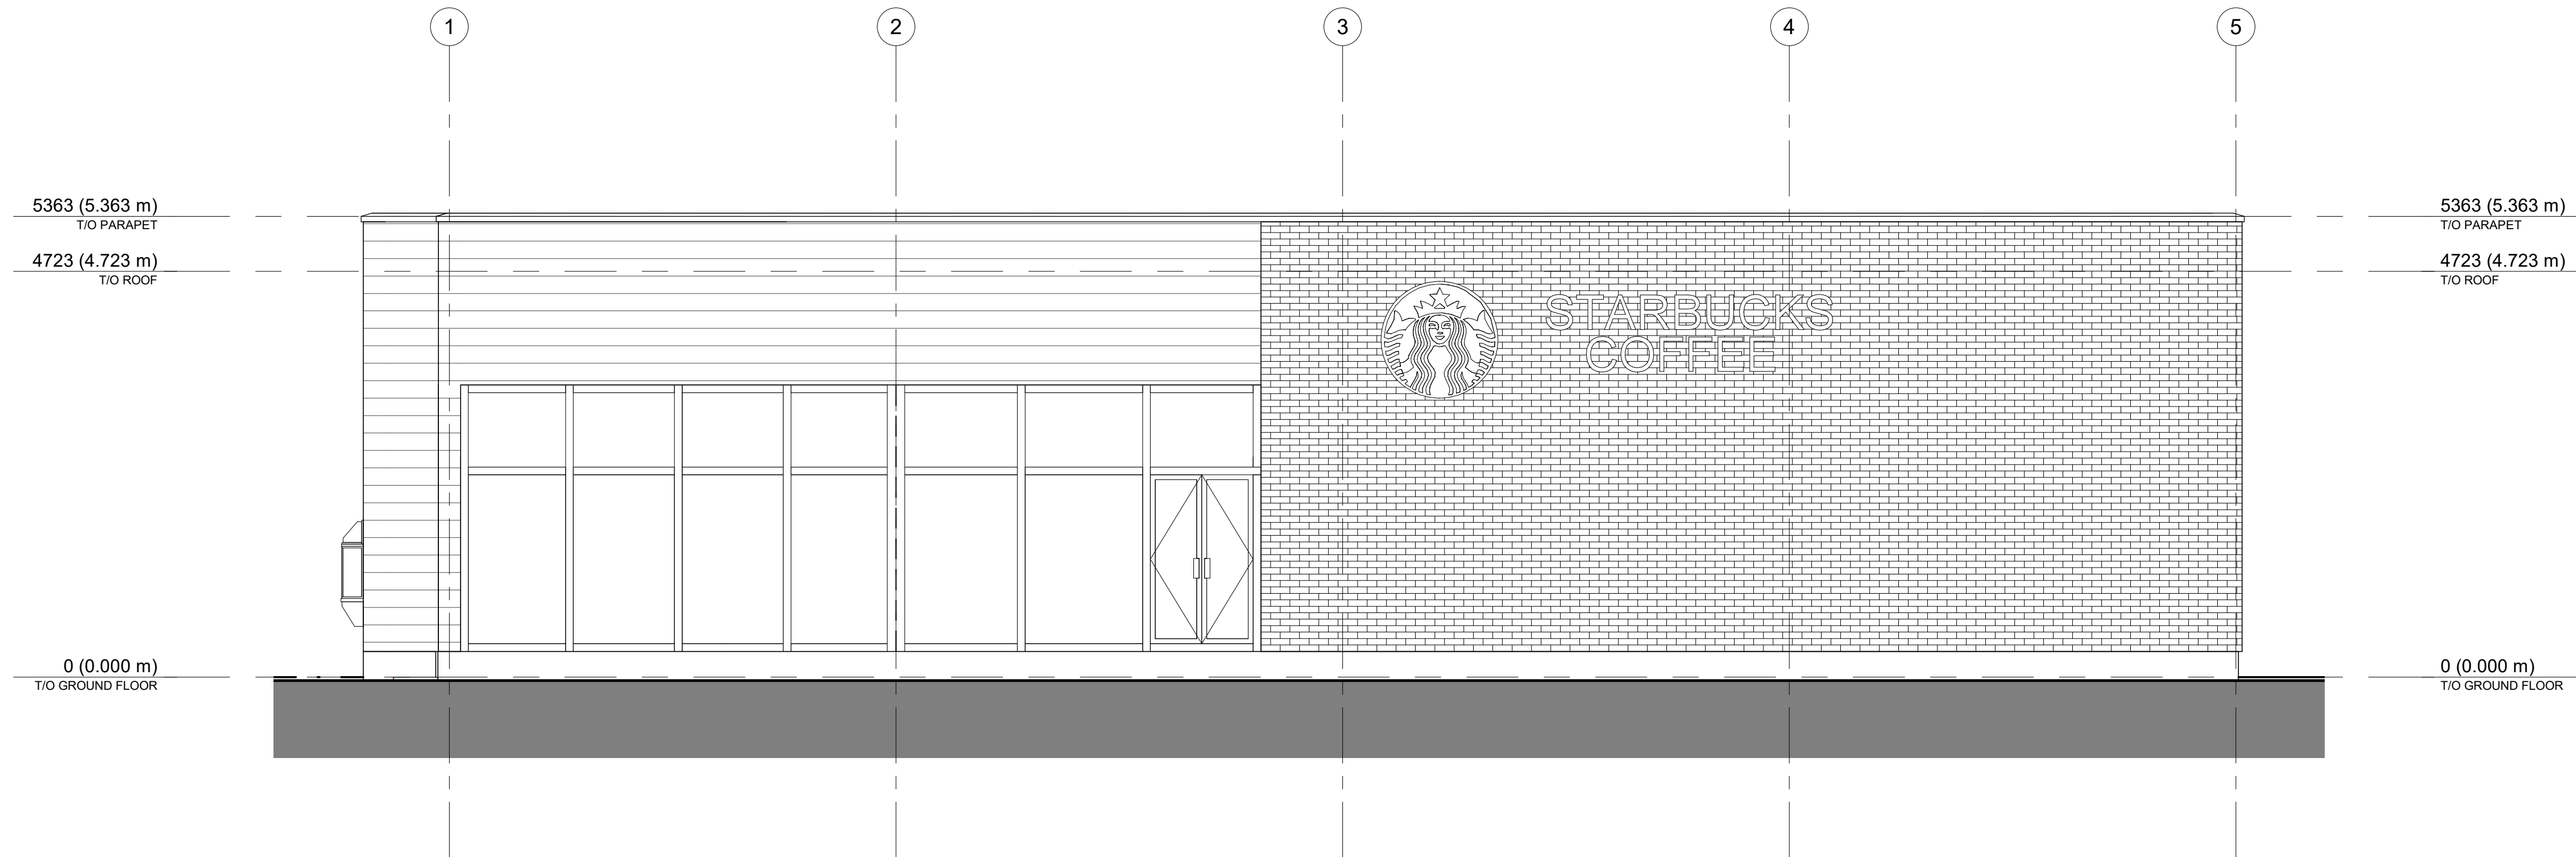 1
2
3
4
5
5363 (5.363 m)
T/O PARAPET
4723 (4.723 m)
T/O ROOF
0 (0.000 m)
T/O GROUND FLOOR
STARBUCKS
COFFEE
5363 (5.363 m)
T/O PARAPET
4723 (4.723 m)
T/O ROOF
0 (0.000 m)
T/O GROUND FLOOR